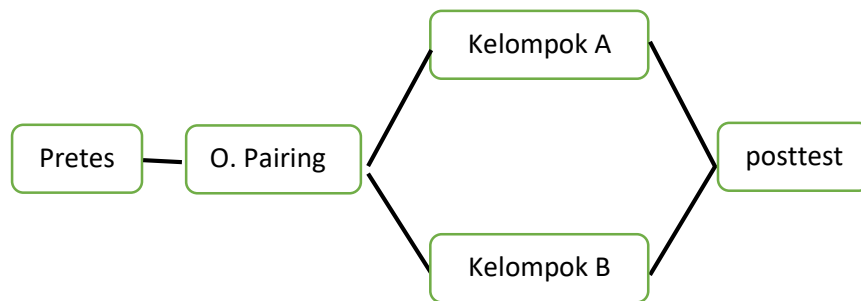 Kelompok A
Pretes
O. Pairing
posttest
Kelompok B